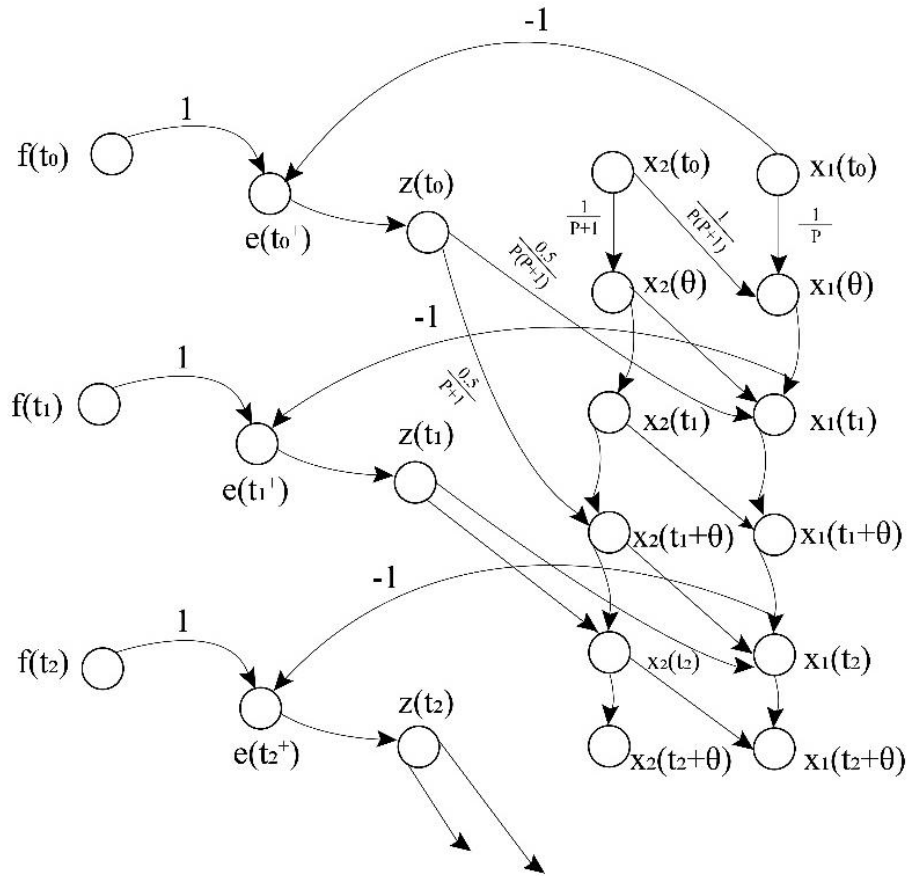 -1
1
f(t₀)
z(t₀)
x₂(t₀)
x₁(t₀)
e(t₀⁺)
1/P+1
1/P(P+1)
1/P
0.5/P(P+1)
x₂(θ)
x₁(θ)
-1
1
0.5/P+1
f(t₁)
z(t₁)
x₂(t₁)
x₁(t₁)
e(t₁⁺)
x₂(t₁+θ)
x₁(t₁+θ)
-1
1
f(t₂)
x₂(t₂)
x₁(t₂)
z(t₂)
e(t₂⁺)
x₂(t₂+θ)
x₁(t₂+θ)